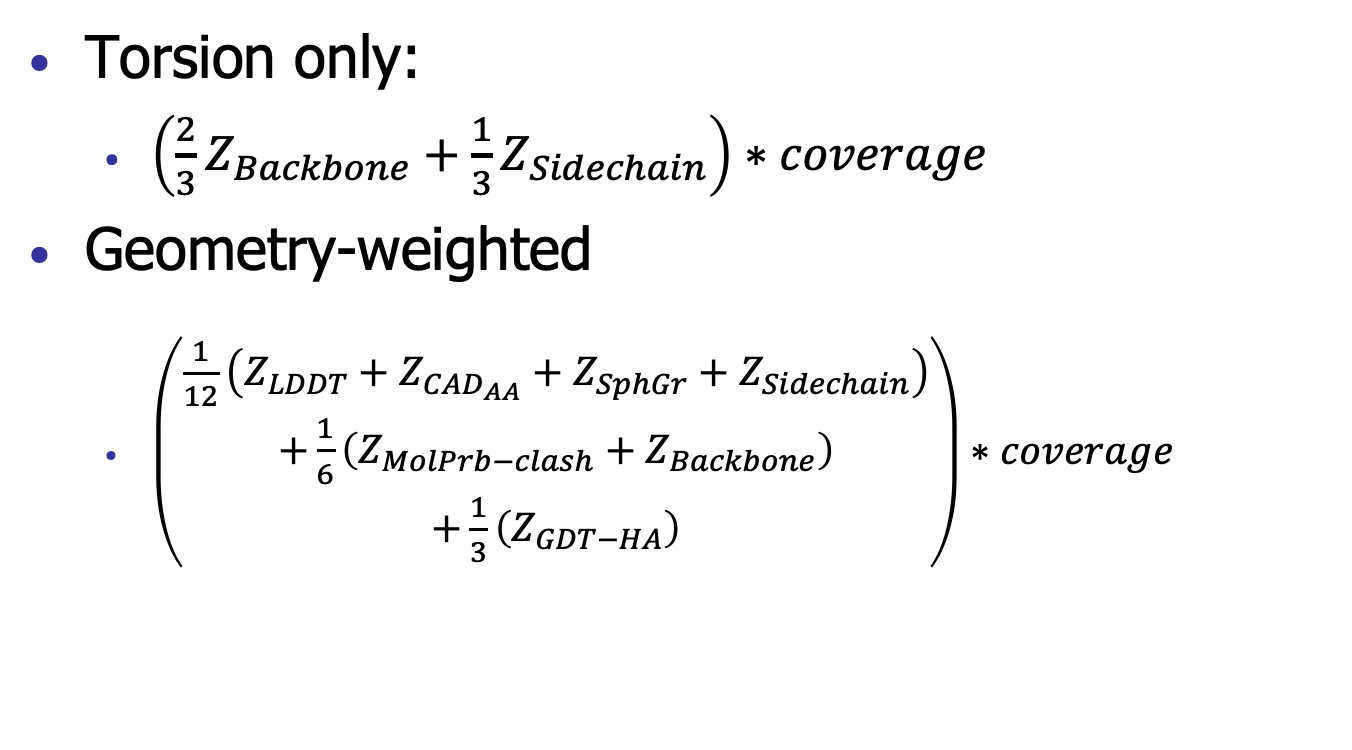 • Torsion only:
• (2/3 Z_Backbone + 1/3 Z_Sidechain) * coverage
• Geometry-weighted
• (1/12 (Z_LDDT + Z_CAD_AA + Z_SphGr + Z_Sidechain)
+ 1/6 (Z_MolPrb−clash + Z_Backbone) * coverage
+ 1/3 (Z_GDT−HA))